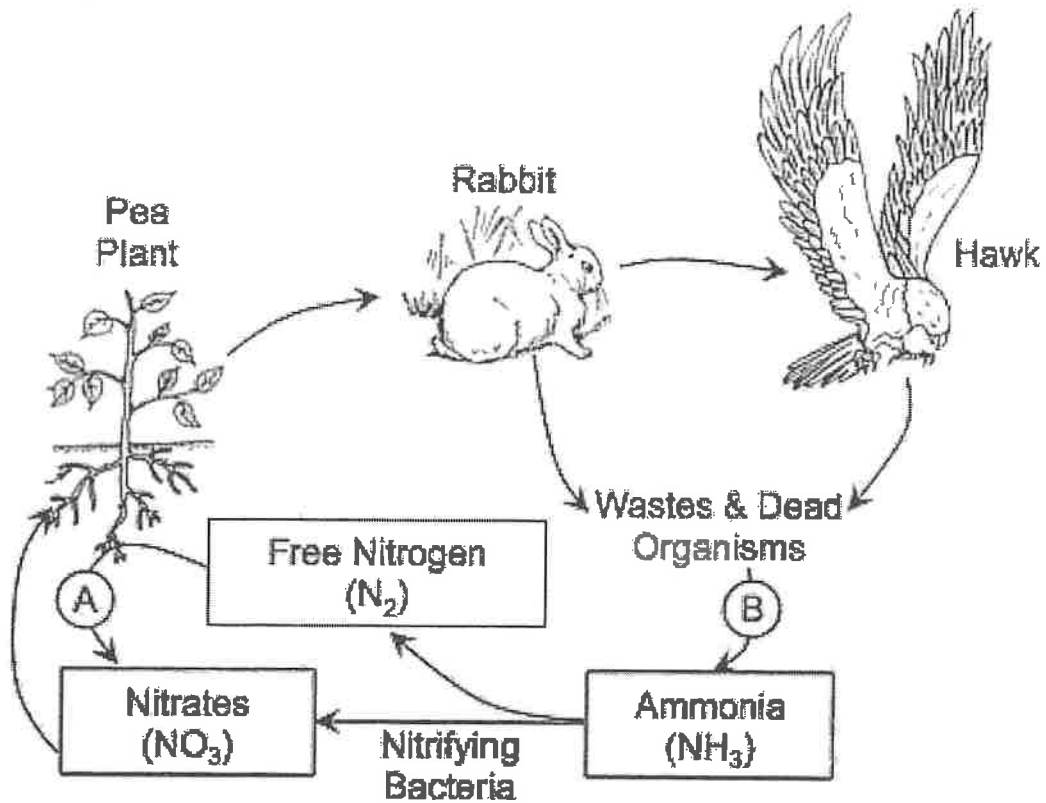 Rabbit
Pea
Plant
Hawk
Wastes & Dead
Organisms
Free Nitrogen
(N₂)
A
B
Nitrates
(NO₃)
Ammonia
(NH₃)
Nitrifying
Bacteria